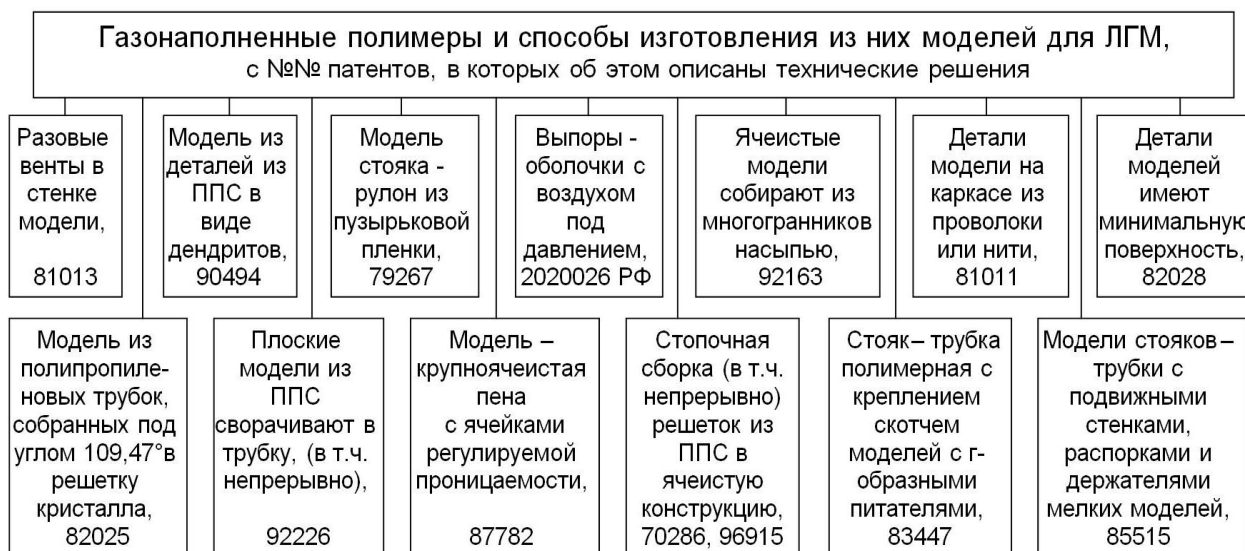 Газонаполненные полимеры и способы изготовления из них моделей для ЛГМ,
с №№ патентов, в которых об этом описаны технические решения
Разовые
венты в
стенке
модели,
81013
Модель из
деталей из
ППС в
виде
дендритов,
90494
Модель
стояка -
рулон из
пузырьковой
пленки,
79267
Выпоры -
оболочки с
воздухом
под
давлением,
2020026 РФ
Ячеистые
модели
собирают из
многогранников
насыпью,
92163
Детали
модели на
каркасе из
проволоки
или нити,
81011
Детали
моделей
имеют
минимальную
поверхность,
82028
Модель из
полипропиле-
новых трубок,
собранных под
углом 109,47° в
решетку
кристалла,
82025
Плоские
модели из
ППС
сворачивают в
трубку, (в т.ч.
непрерывно),
92226
Модель –
крупноячеистая
пена
с ячейками
регулируемой
проницаемости,
87782
Стопочная
сборка (в т.ч.
непрерывно)
решеток из
ППС в
ячеистую
конструкцию,
70286, 96915
Стояк – трубка
полимерная с
креплением
скотчем
моделей с г-
образными
питателями,
83447
Модели стояков –
трубки с
подвижными
стенками,
распорками и
держателями
мелких моделей,
85515